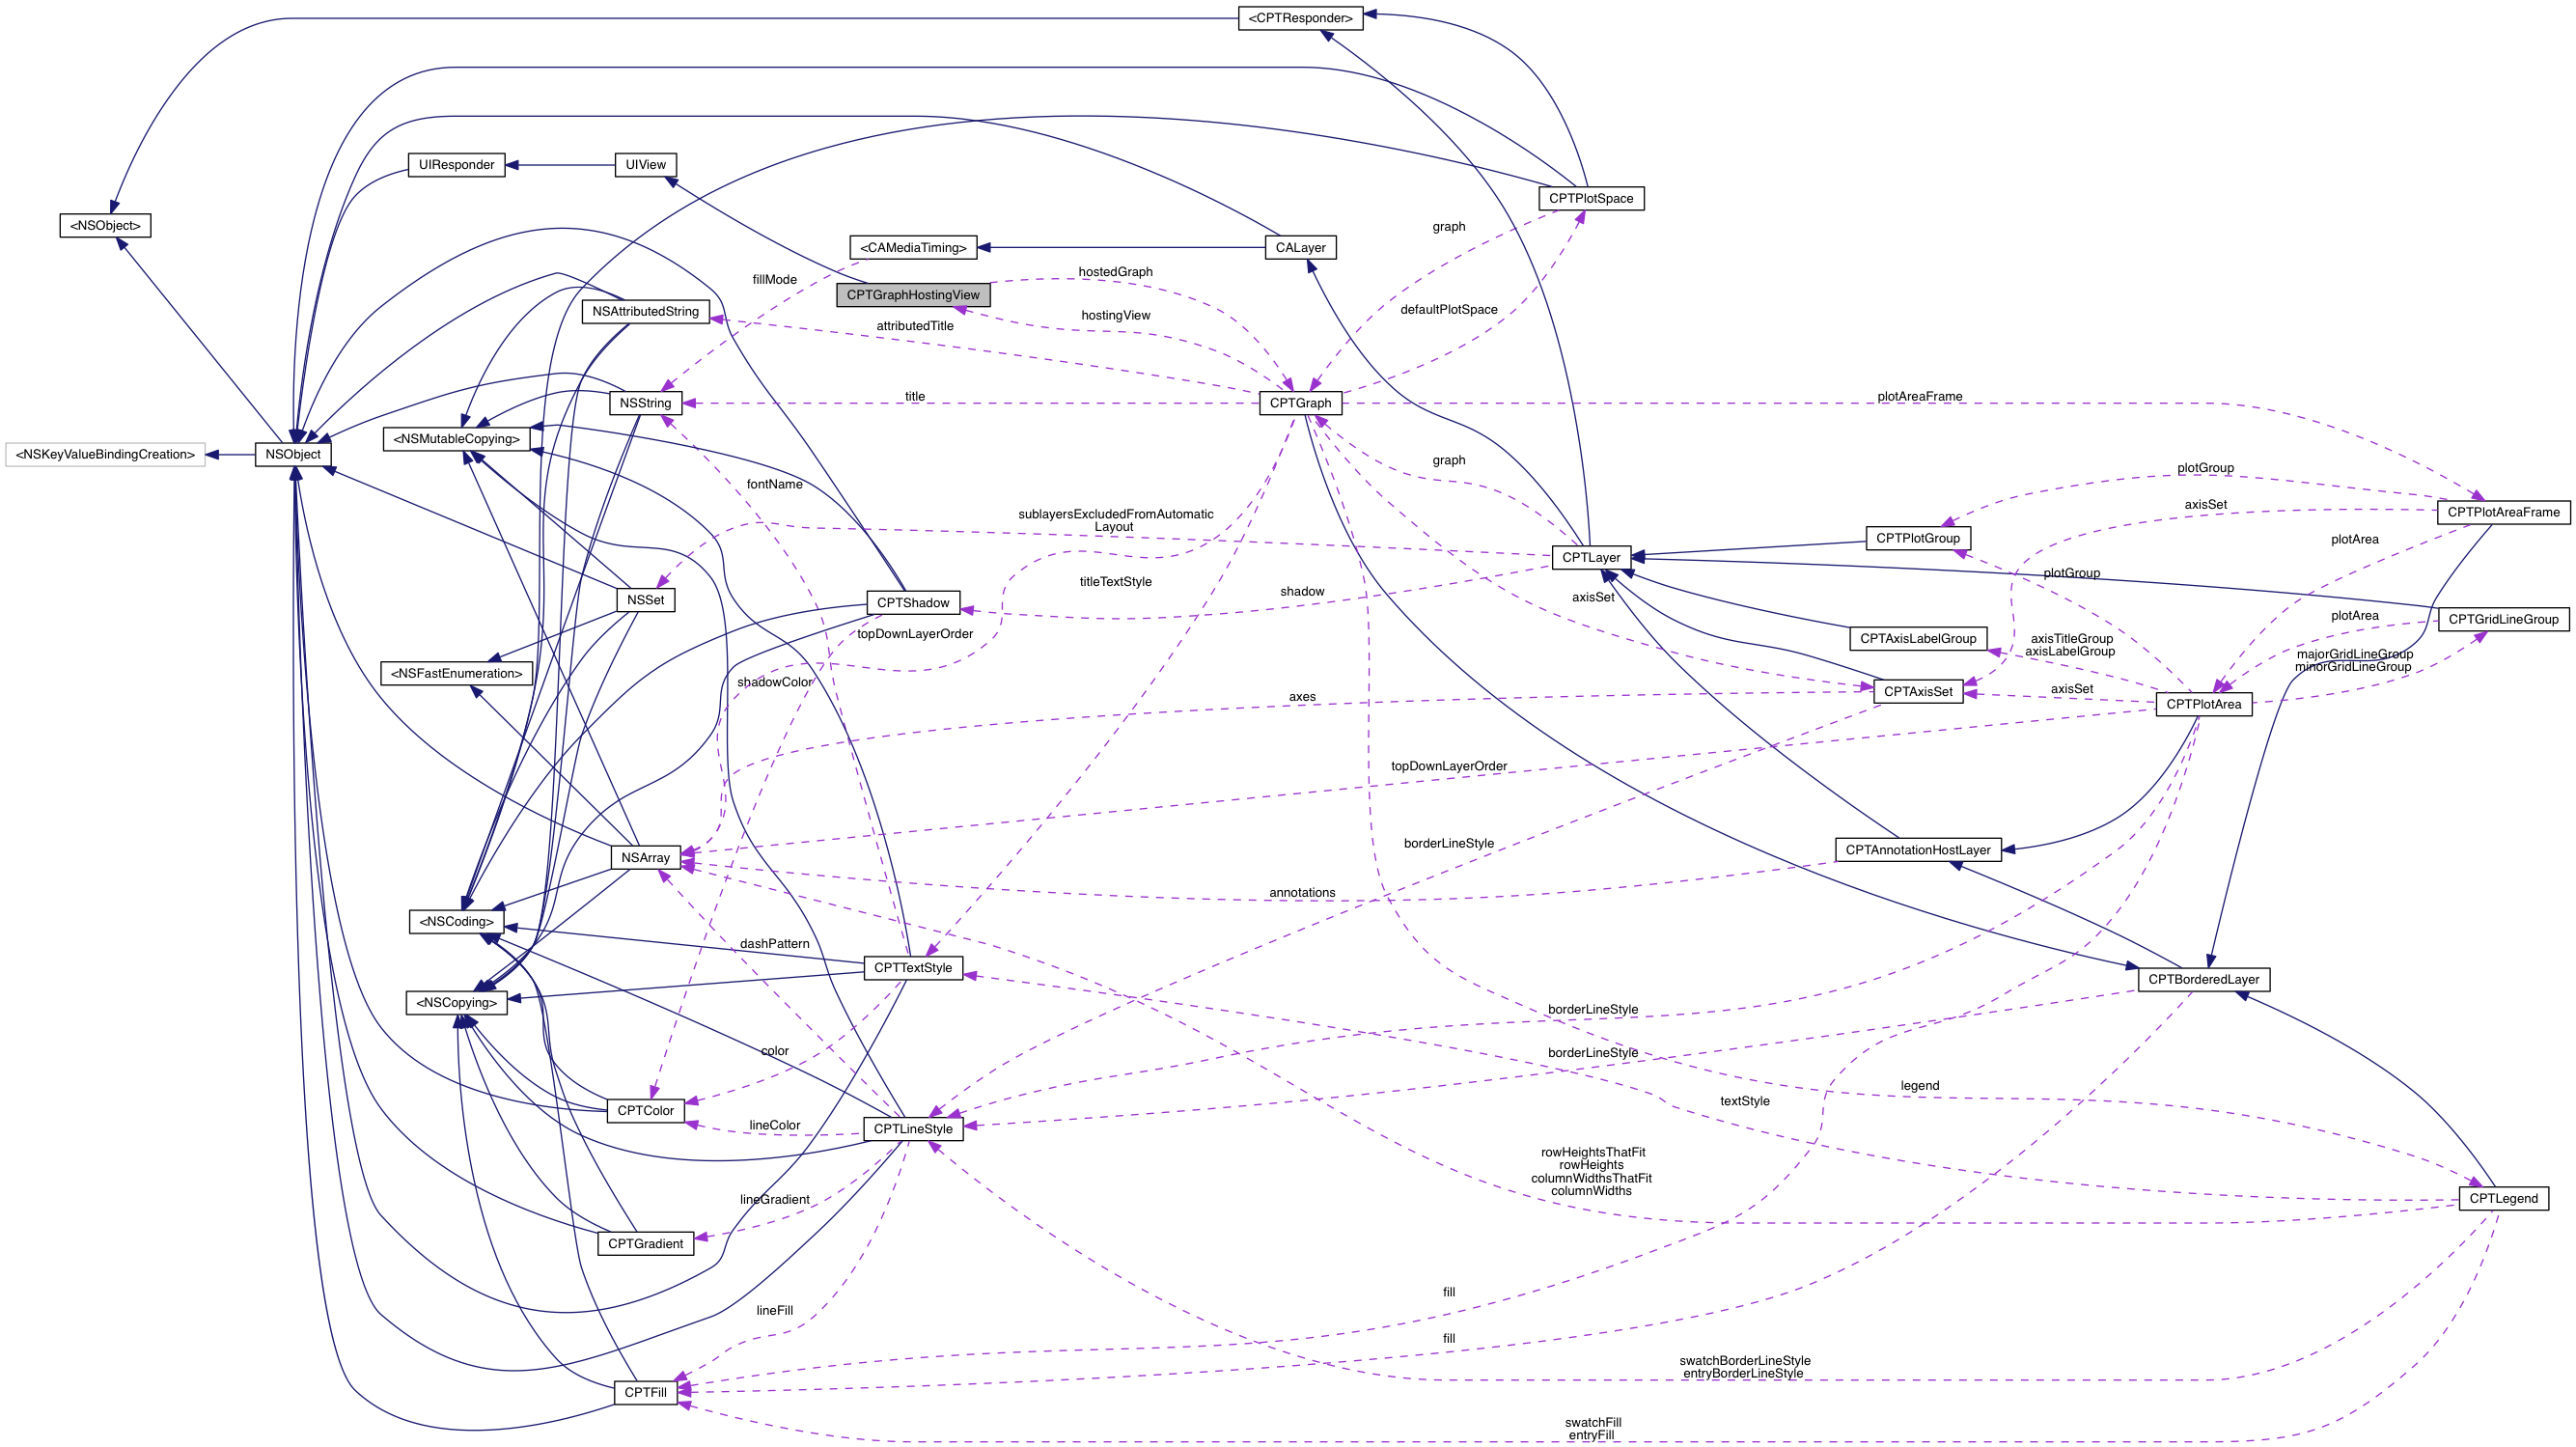 <CPTResponder>
UIResponder
UIView
CPTPlotSpace
<NSObject>
graph
<CAMediaTiming>
CALayer
hostedGraph
fillMode
CPTGraphHostingView
NSAttributedString
defaultPlotSpace
hostingView
attributedTitle
title
plotAreaFrame
NSString
CPTGraph
<NSMutableCopying>
<NSKeyValueBindingCreation>
NSObject
graph
plotGroup
fontName
axisSet
CPTPlotAreaFrame
sublayersExcludedFromAutomatic
Layout
CPTPlotGroup
plotArea
CPTLayer
plotGroup
titleTextStyle
shadow
axisSet
NSSet
CPTShadow
plotArea
CPTGridLineGroup
topDownLayerOrder
CPTAxisLabelGroup
axisTitleGroup
axisLabelGroup
majorGridLineGroup
minorGridLineGroup
<NSFastEnumeration>
shadowColor
axes
CPTAxisSet
axisSet
CPTPlotArea
topDownLayerOrder
borderLineStyle
CPTAnnotationHostLayer
NSArray
annotations
<NSCoding>
dashPattern
CPTTextStyle
CPTBorderedLayer
<NSCopying>
borderLineStyle
color
borderLineStyle
legend
textStyle
CPTColor
lineColor
CPTLineStyle
rowHeightsThatFit
rowHeights
columnWidthsThatFit
columnWidths
lineGradient
CPTLegend
CPTGradient
fill
lineFill
fill
swatchBorderLineStyle
entryBorderLineStyle
CPTFill
swatchFill
entryFill